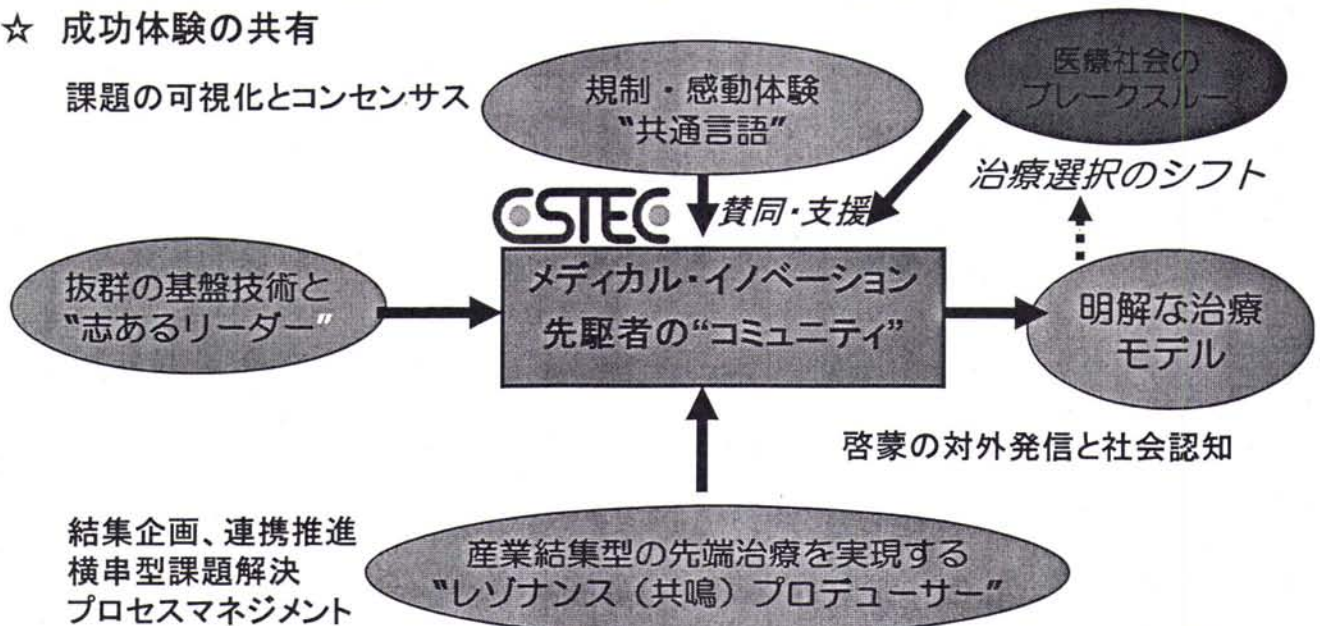 ☆ 成功体験の共有
課題の可視化とコンセンサス
規制・感動体験
“共通言語”
医療社会の
ブレークスルー
治療選択のシフト
CSTEC
賛同・支援
抜群の基盤技術と
“志あるリーダー”
メディカル・イノベーション
先駆者の“コミュニティ”
明解な治療
モデル
啓蒙の対外発信と社会認知
結集企画、連携推進
横串型課題解決
プロセスマネジメント
産業結集型の先端治療を実現する
“レゾナンス（共鳴）プロデューサー”